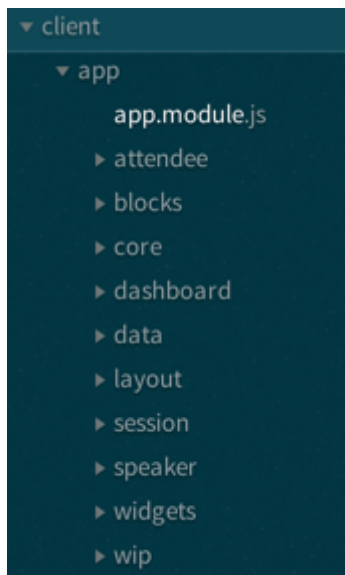 client
app
app.module.js
attendee
blocks
core
dashboard
data
layout
session
speaker
widgets
wip